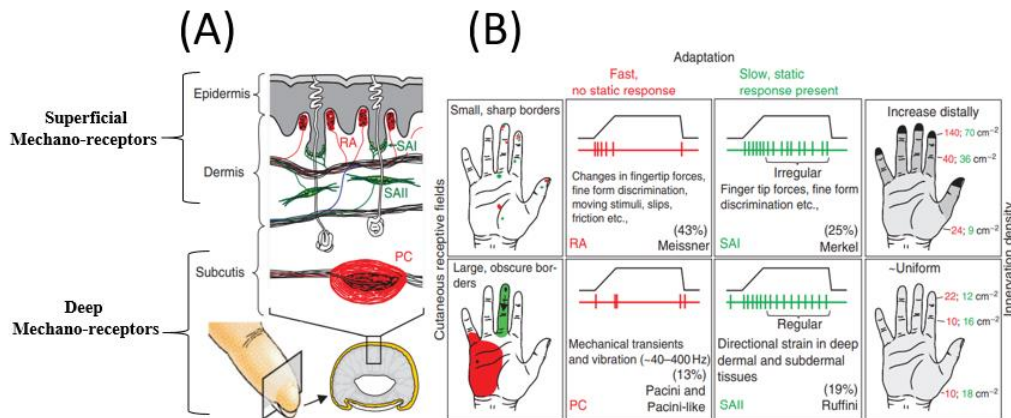 (A)
Superficial
Mechano-receptors
Deep
Mechano-receptors
Epidermis
Dermis
Subcutis
RA
SAI
SAII
PC
(B)
Adaptation
Fast,
no static response
Slow, static
response present
Cutaneous receptive fields
Innervation density
Small, sharp borders
Changes in fingertip forces,
fine form discrimination,
moving stimuli, slips,
friction etc.,
(43%)
RA Meissner
Irregular
Finger tip forces, fine form
discrimination etc.,
(25%)
SAI Merkel
Increase distally
140; 70 cm⁻²
40; 36 cm⁻²
24; 9 cm⁻²
Large, obscure bor-
ders
Mechanical transients
and vibration (~40–400 Hz)
(13%)
Pacini and
PC Pacini-like
Regular
Directional strain in deep
dermal and subdermal
tissues
(19%)
SAII Ruffini
~Uniform
22; 12 cm⁻²
10; 16 cm⁻²
10; 18 cm⁻²